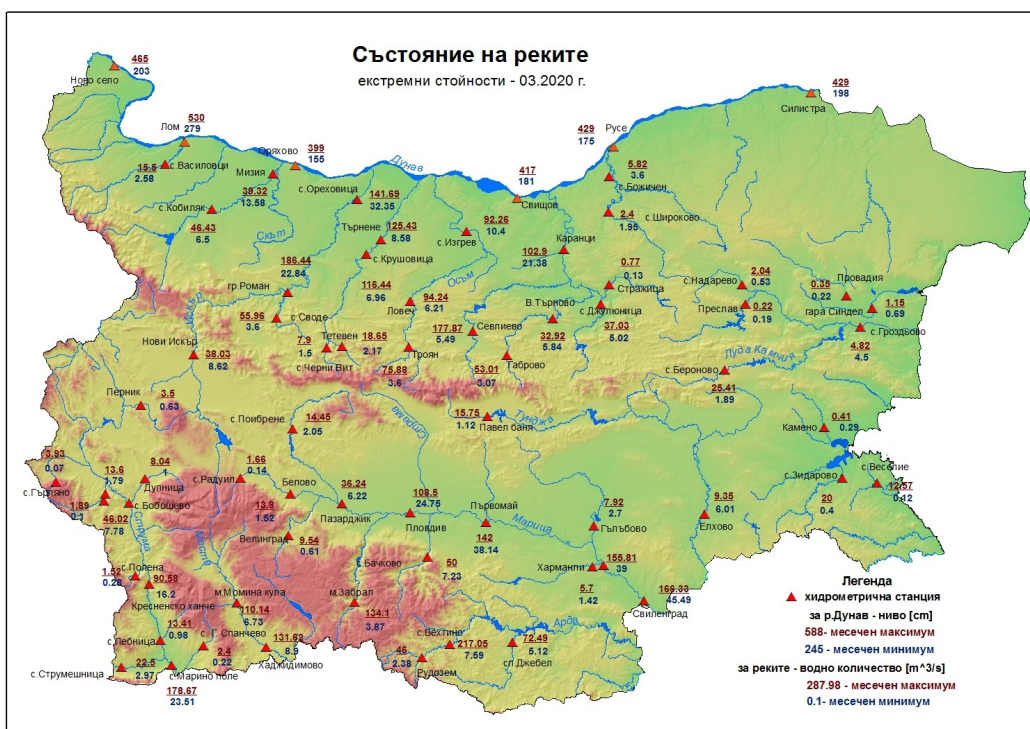 Състояние на реките
екстремни стойности - 03.2020 г.
465
203
Ново село
429
198
Силистра
530
279
Лом
429
175
Русе
399
155
Оряхово
Дунав
417
181
Свищов
15.5
2.58
с.Василовци
Мизия
38.32
13.58
с.Ореховица
141.69
32.35
5.82
3.6
с.Божичен
с.Кобиляк
46.43
6.5
Скът
Търнене
125.43
8.58
с.Крушовица
92.26
10.4
с.Изгрев
2.4
1.95
с.Широково
Каранци
102.9
21.38
186.44
22.84
гр.Роман
116.44
6.96
Осъм
0.77
0.13
Стражица
с.Надарево
2.04
0.53
Провадия
0.35
0.22
Искър
94.24
6.21
Ловеч
В.Търново
с.Джулюница
Преслав
0.22
0.19
1.15
0.69
гара Синдел
с.Гроздьово
55.96
3.6
с.Своде
Тетевен
18.65
2.17
177.87
5.49
Севлиево
32.92
5.84
37.03
5.02
4.82
4.5
Нови Искър
38.03
8.62
7.9
1.5
с.Черни Вит
75.88
3.6
Троян
53.01
3.07
Габрово
Луда Камчия
с.Бероново
25.41
1.89
Перник
3.5
0.63
с.Поибрене
14.45
2.05
Стряма
15.75
1.12
Павел баня
Тунджа
0.41
0.29
Камено
3.93
0.07
с.Гърляно
13.6
1.79
8.04
1
Дупница
1.66
0.14
с.Радуил
Белово
36.24
6.22
Пазарджик
108.5
24.75
Пловдив
Първомай
142
38.14
Марица
7.92
2.7
Гълъбово
9.35
6.01
Елхово
с.Зидарово
20
0.4
с.Веселие
12.57
0.12
1.89
0.1
с.Бобошево
46.02
7.78
Струма
13.8
1.52
Велинград
9.54
0.61
Места
с.Бачково
50
7.23
Харманли
155.81
39
5.7
1.42
166.33
45.49
Свиленград
1.52
0.28
с.Полена
90.58
16.2
Кресненско ханче
м.Момина кула
110.14
6.73
м.Забрал
134.1
3.87
13.41
0.98
с.Лебница
с. Г. Спанчево
2.4
0.22
131.62
8.9
Хаджидимово
с.Вехтино
217.05
7.59
46
2.38
Рудозем
72.49
5.12
сл.Джебел
Арда
22.5
2.97
с.Струмешница
с.Марино поле
178.67
23.51
Легенда
хидрометрична станция
за р.Дунав - ниво [cm]
588- месечен максимум
245 - месечен минимум
за реките - водно количество [m^3/s]
287.98 - месечен максимум
0.1- месечен минимум